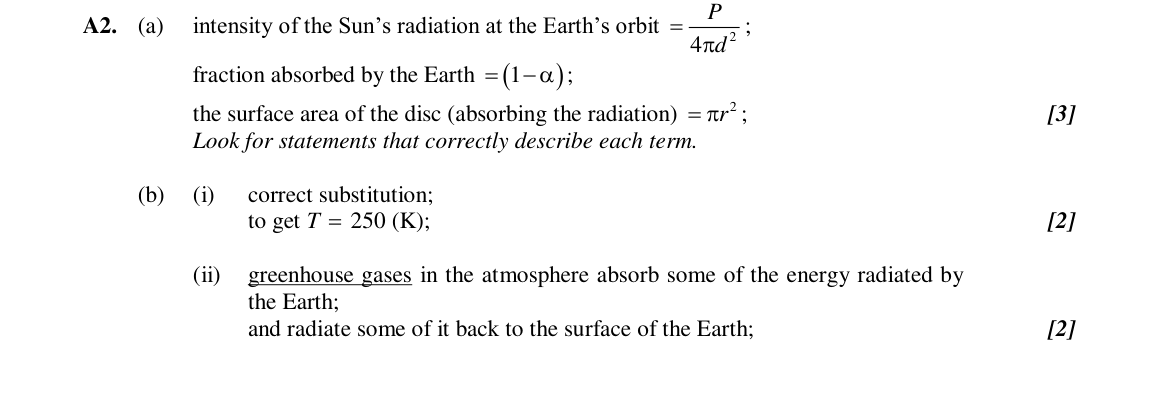 A2. (a) intensity of the Sun's radiation at the Earth's orbit = P / 4πd² ;
fraction absorbed by the Earth = (1−α);
the surface area of the disc (absorbing the radiation) = πr² ; [3]
Look for statements that correctly describe each term.
(b) (i) correct substitution;
to get T = 250 (K); [2]
(ii) greenhouse gases in the atmosphere absorb some of the energy radiated by
the Earth;
and radiate some of it back to the surface of the Earth; [2]